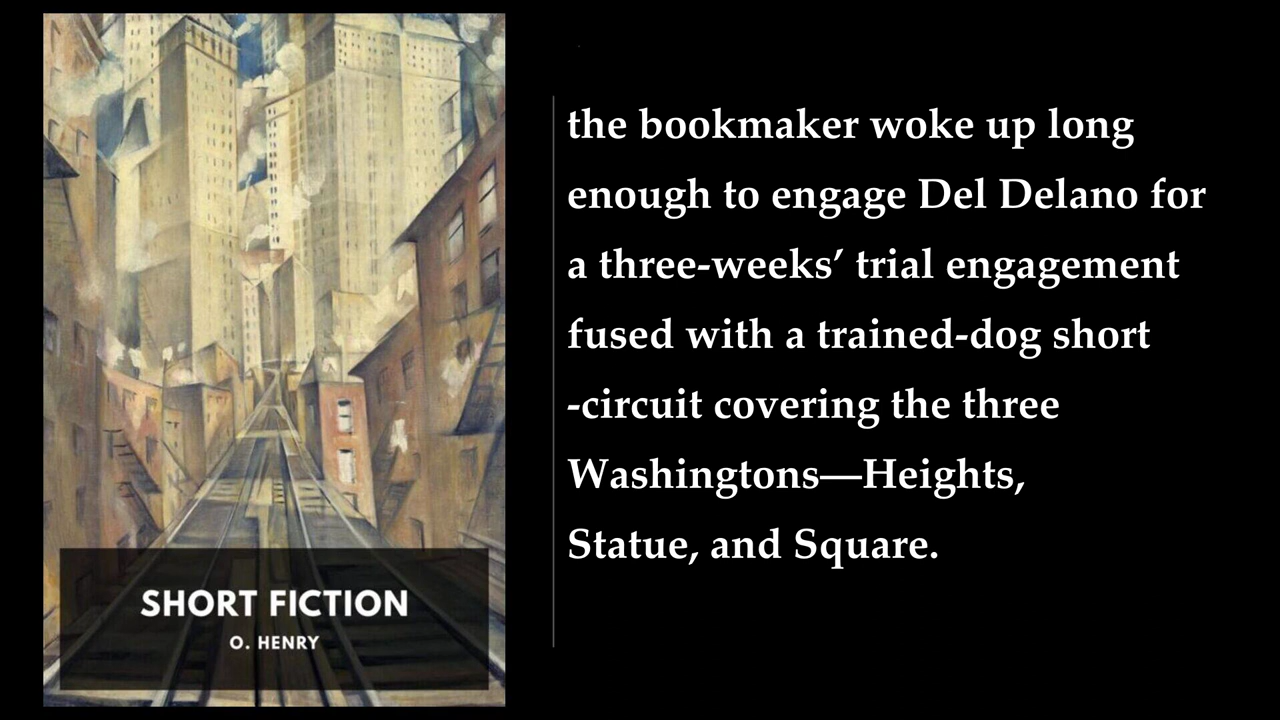 SHORT FICTION
O. HENRY
the bookmaker woke up long
enough to engage Del Delano for
a three-weeks’ trial engagement
fused with a trained-dog short
-circuit covering the three
Washingtons—Heights,
Statue, and Square.